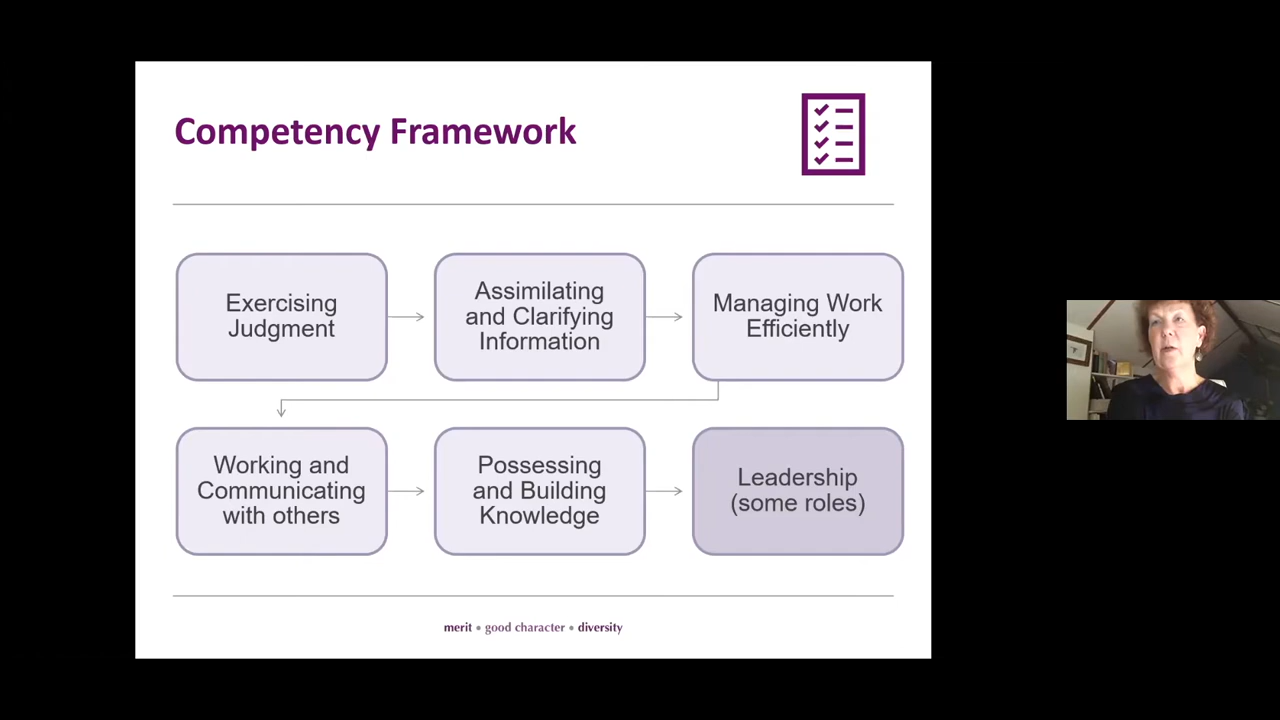 Competency Framework
Exercising
Judgment
Assimilating
and Clarifying
Information
Managing Work
Efficiently
Working and
Communicating
with others
Possessing
and Building
Knowledge
Leadership
(some roles)
merit • good character • diversity